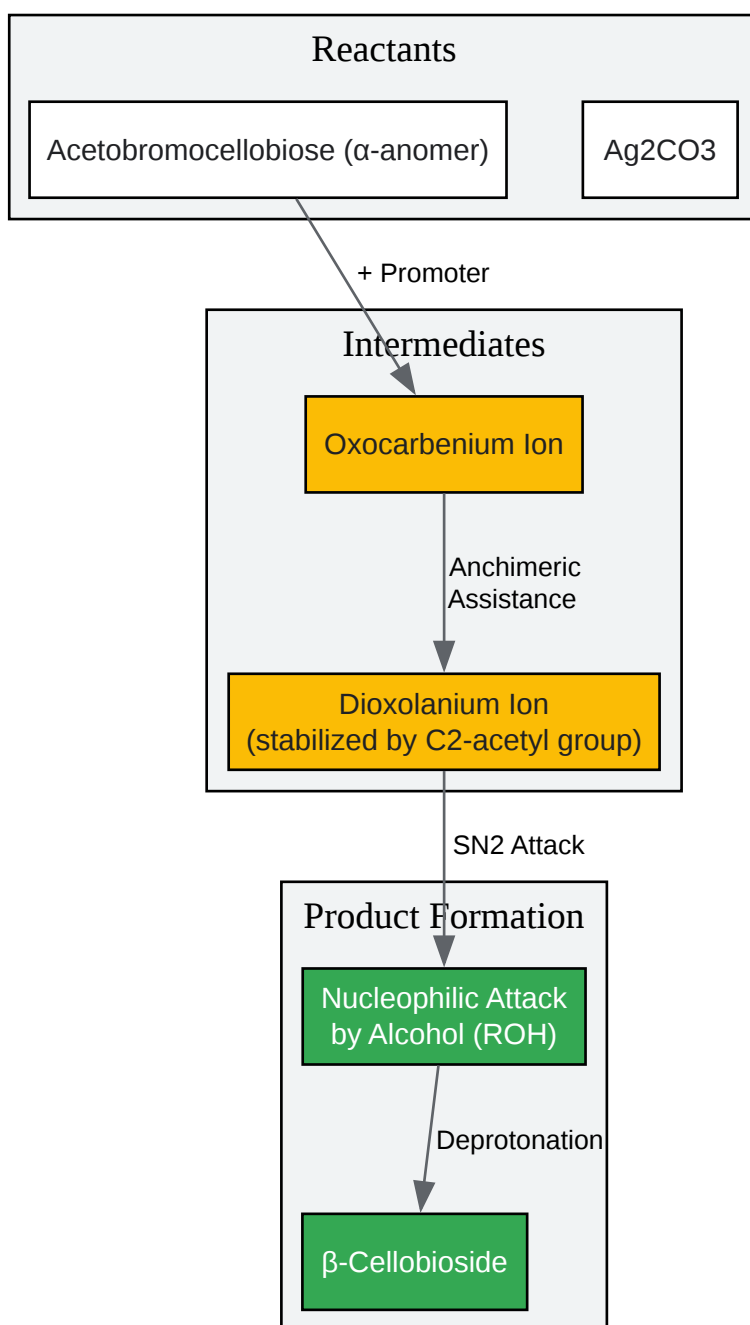 Reactants
Acetobromocellobiose (α-anomer)
Ag2CO3
+ Promoter
Intermediates
Oxocarbenium Ion
Anchimeric
Assistance
Dioxolanium Ion
(stabilized by C2-acetyl group)
SN2 Attack
Product Formation
Nucleophilic Attack
by Alcohol (ROH)
Deprotonation
β-Cellobioside